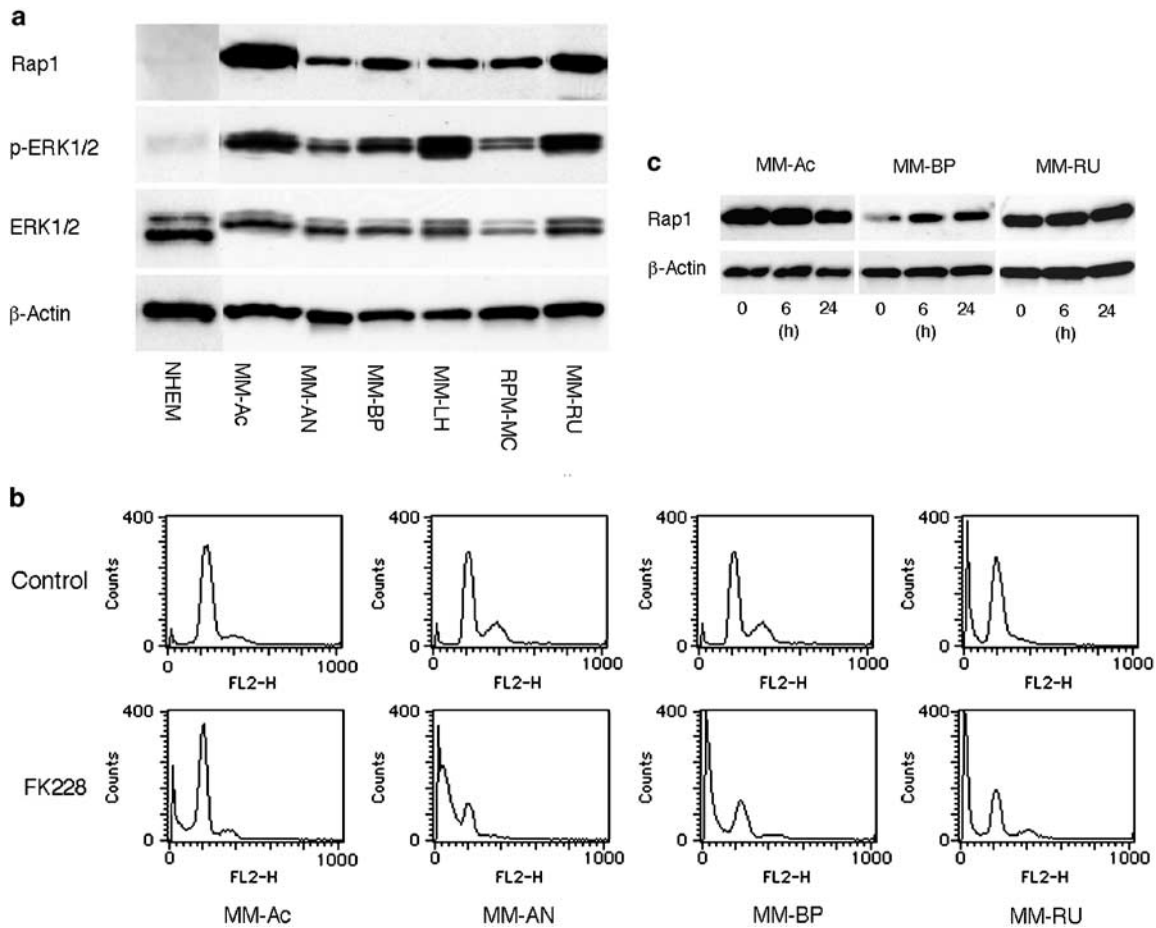 a
Rap1
p-ERK1/2
ERK1/2
β-Actin
NHEM
MM-Ac
MM-AN
MM-BP
MM-LH
RPM-MC
MM-RU
c
MM-Ac MM-BP MM-RU
Rap1
β-Actin
0 6 24 0 6 24 0 6 24
(h) (h) (h)
b
Control
400 400 400 400
Counts Counts Counts Counts
0 0 0 0
0 1000 0 1000 0 1000 0 1000
FL2-H FL2-H FL2-H FL2-H
FK228
400 400 400 400
Counts Counts Counts Counts
0 0 0 0
0 1000 0 1000 0 1000 0 1000
FL2-H FL2-H FL2-H FL2-H
MM-Ac MM-AN MM-BP MM-RU